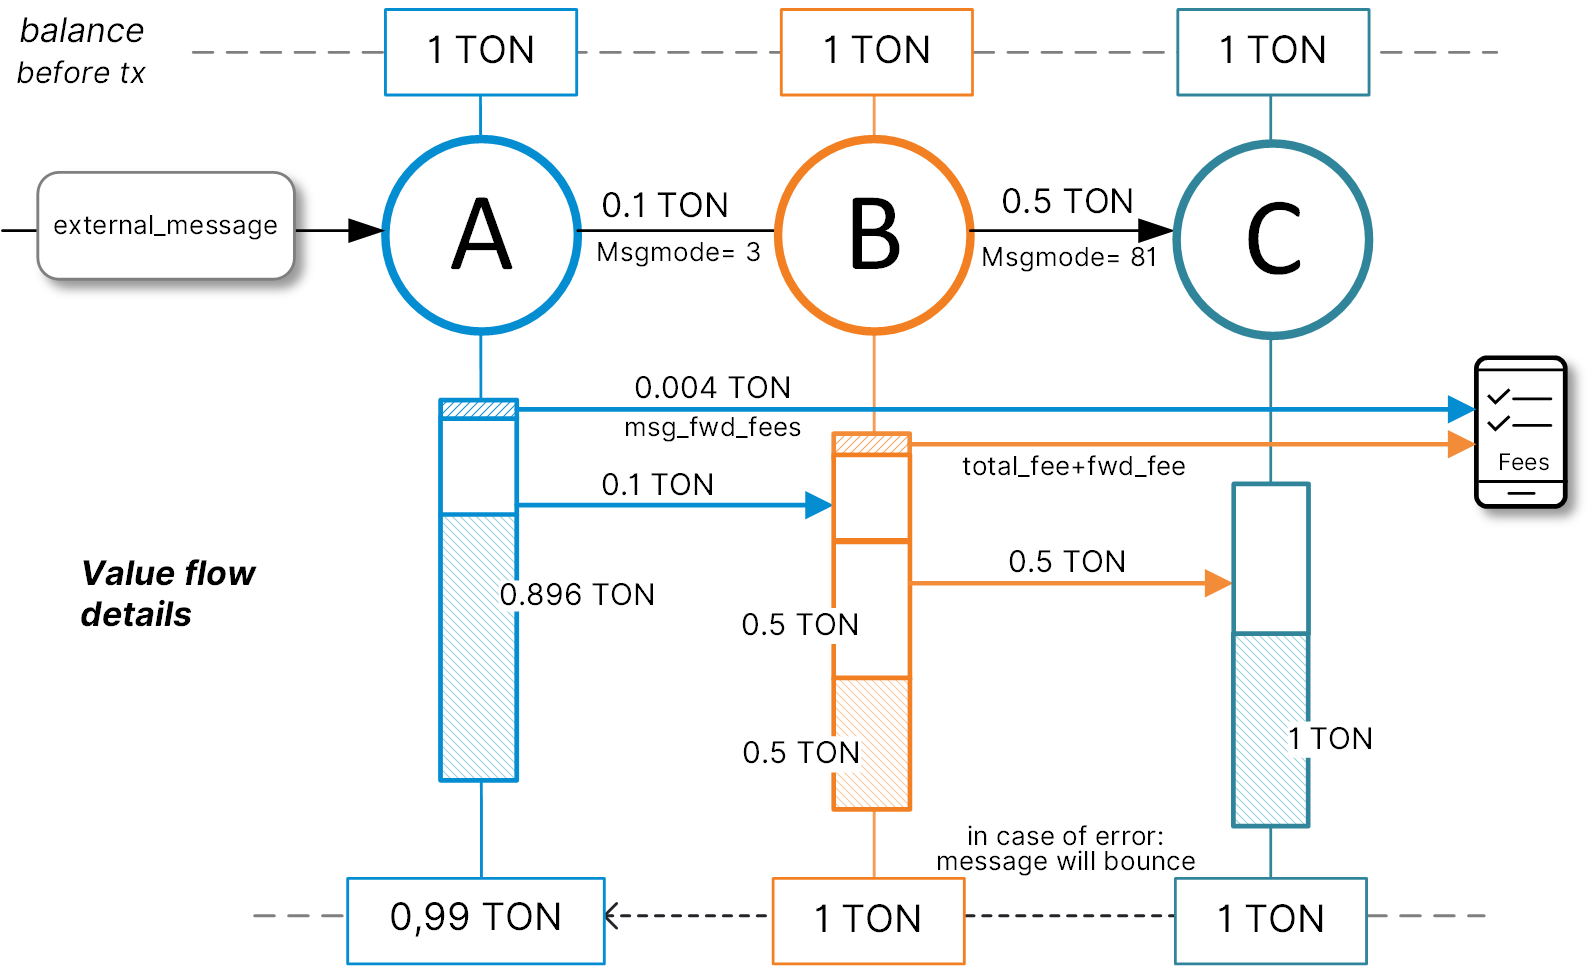 balance
before tx
1 TON
1 TON
1 TON
external_message
A
0.1 TON
Msgmode= 3
B
0.5 TON
Msgmode= 81
C
0.004 TON
msg_fwd_fees
total_fee+fwd_fee
Fees
0.1 TON
0.5 TON
Value flow
details
0.896 TON
0.5 TON
0.5 TON
1 TON
in case of error:
message will bounce
0,99 TON
1 TON
1 TON